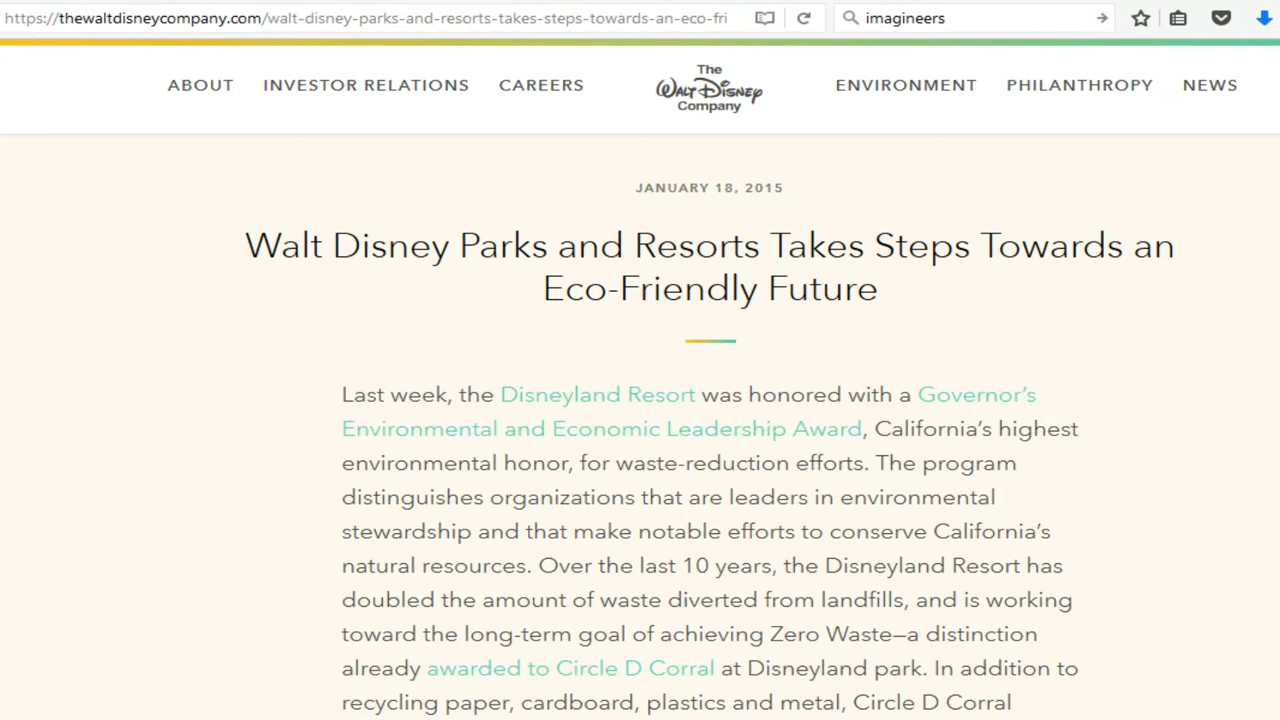 https://thewaltdisneycompany.com/walt-disney-parks-and-resorts-takes-steps-towards-an-eco-fri
imagineers
ABOUT INVESTOR RELATIONS CAREERS The Walt Disney Company ENVIRONMENT PHILANTHROPY NEWS
JANUARY 18, 2015
Walt Disney Parks and Resorts Takes Steps Towards an
Eco-Friendly Future
Last week, the Disneyland Resort was honored with a Governor’s
Environmental and Economic Leadership Award, California’s highest
environmental honor, for waste-reduction efforts. The program
distinguishes organizations that are leaders in environmental
stewardship and that make notable efforts to conserve California’s
natural resources. Over the last 10 years, the Disneyland Resort has
doubled the amount of waste diverted from landfills, and is working
toward the long-term goal of achieving Zero Waste—a distinction
already awarded to Circle D Corral at Disneyland park. In addition to
recycling paper, cardboard, plastics and metal, Circle D Corral